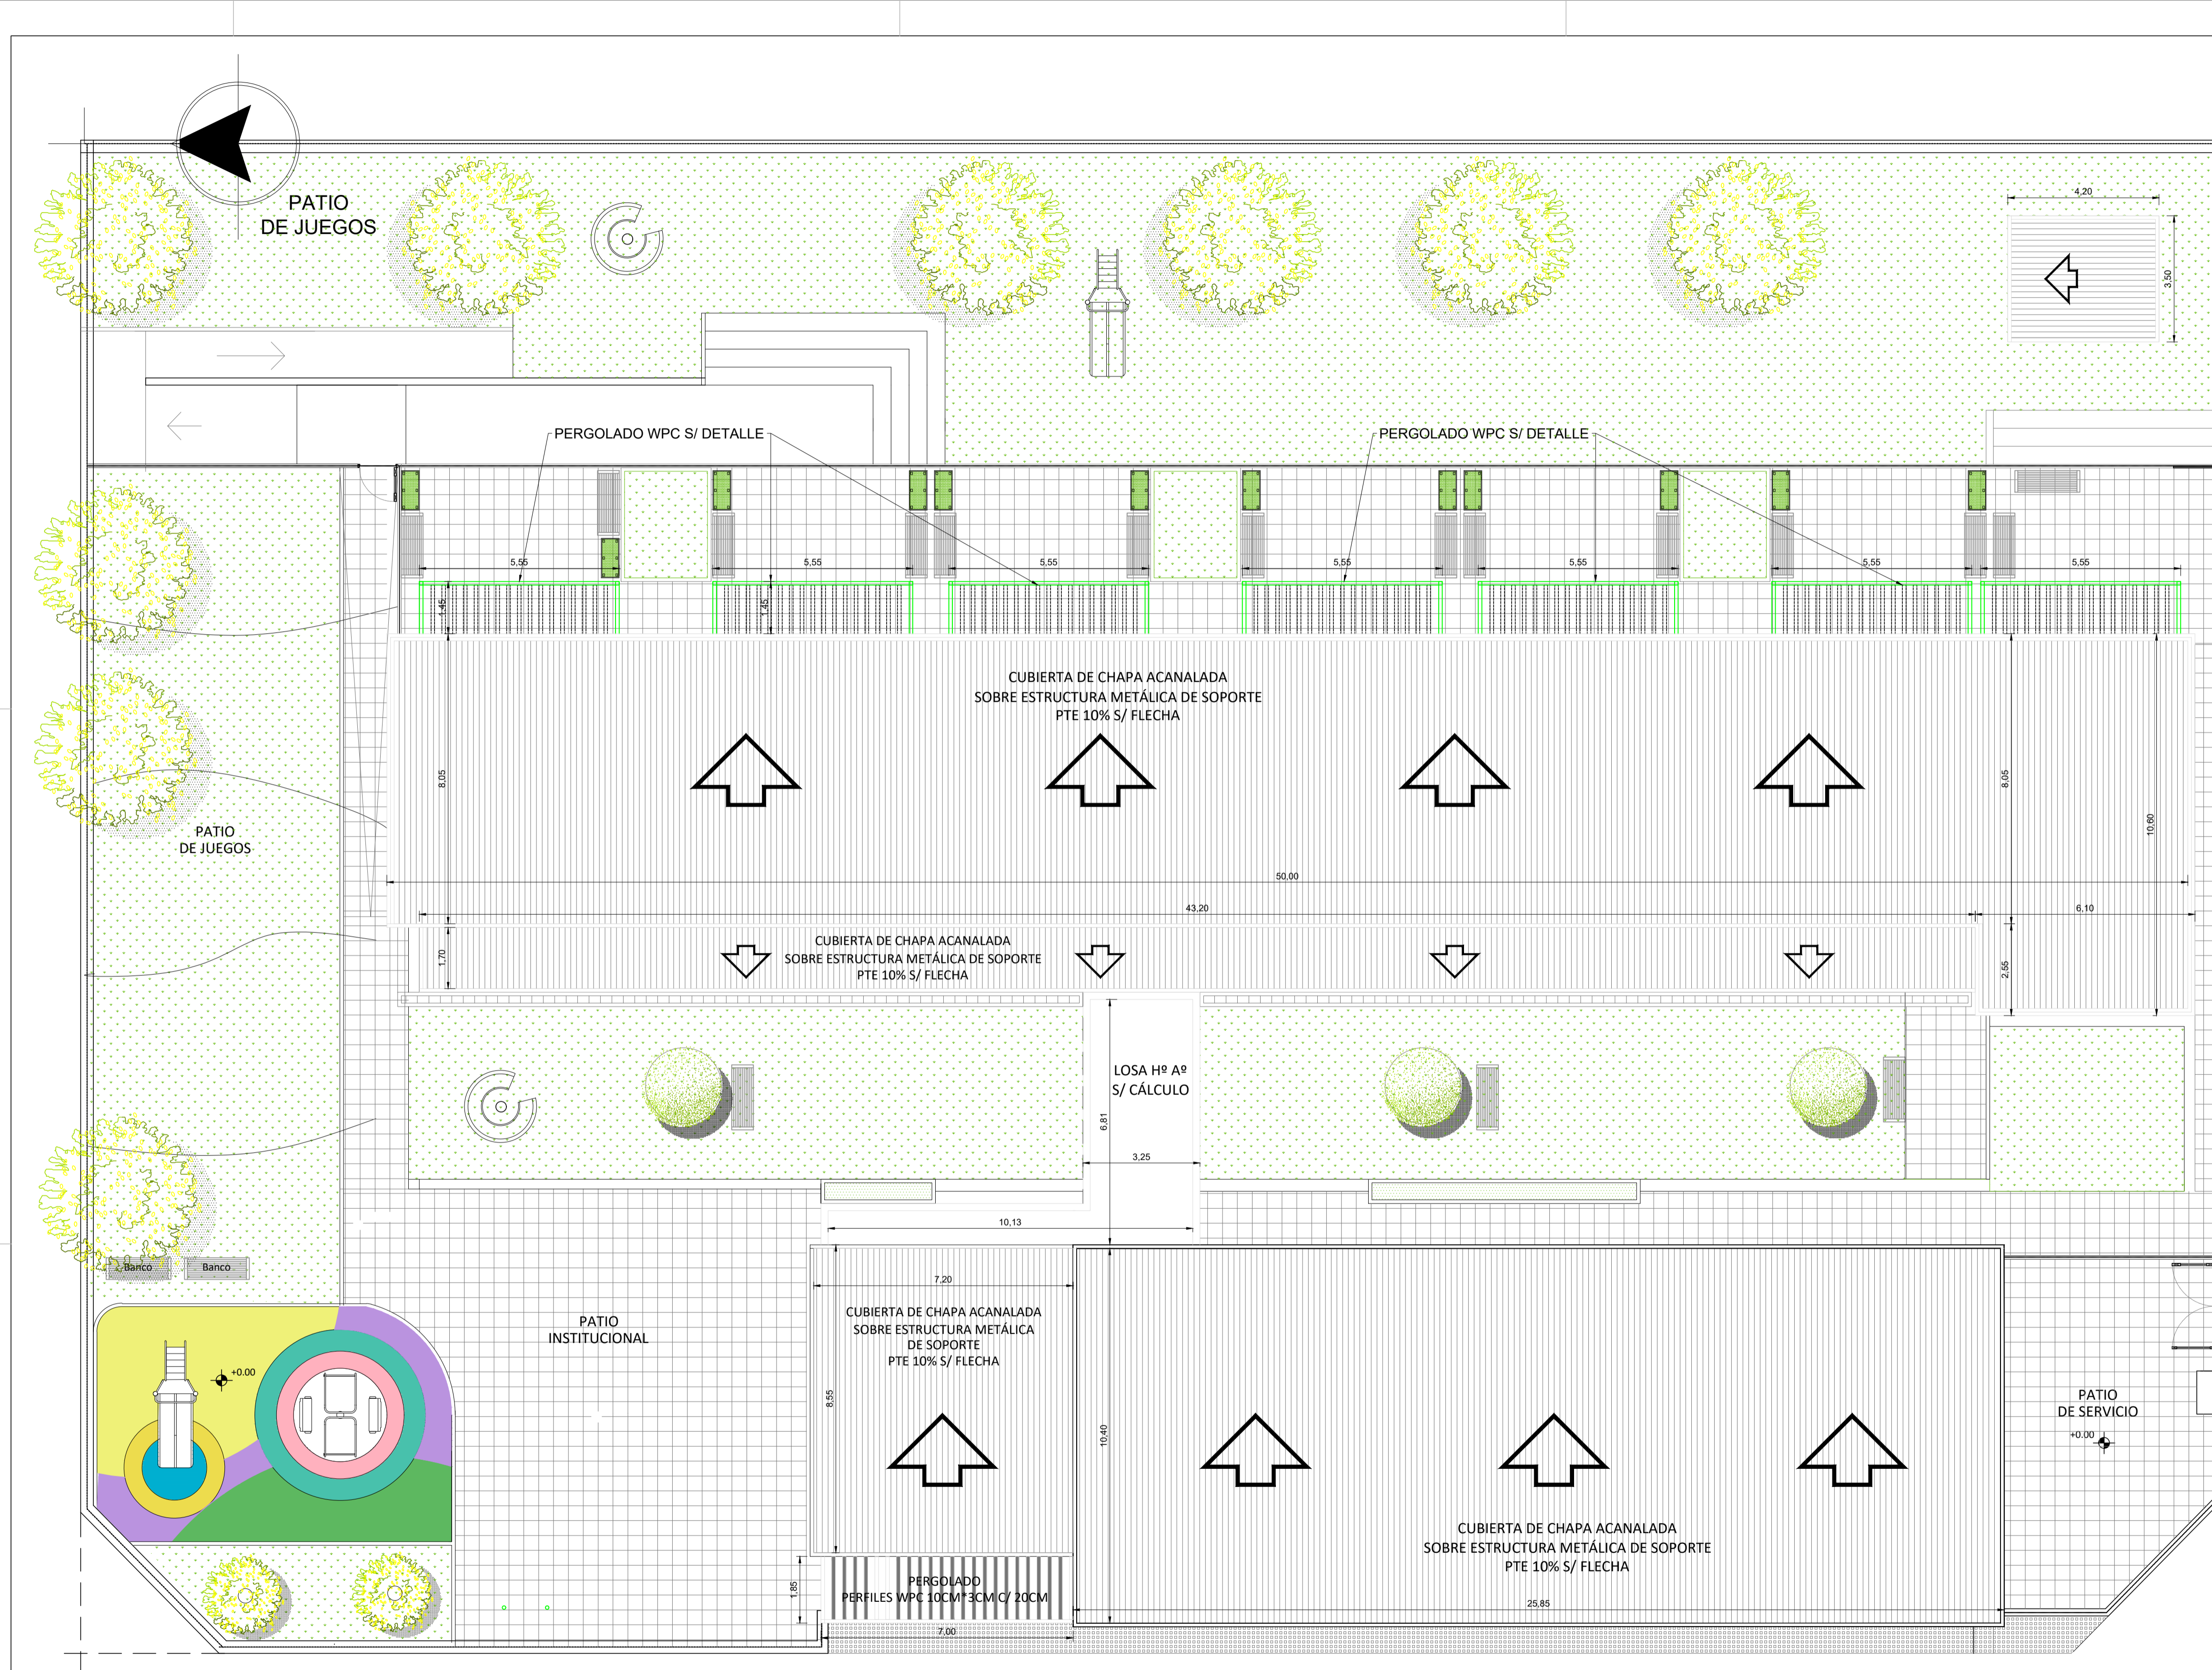 PATIO
DE JUEGOS
4,20
3,50
PERGOLADO WPC S/ DETALLE
PERGOLADO WPC S/ DETALLE
5,55
5,55
5,55
5,55
5,55
5,55
5,55
1,45
1,45
CUBIERTA DE CHAPA ACANALADA
SOBRE ESTRUCTURA METÁLICA DE SOPORTE
PTE 10% S/ FLECHA
8,05
8,05
10,60
PATIO
DE JUEGOS
50,00
43,20
6,10
CUBIERTA DE CHAPA ACANALADA
SOBRE ESTRUCTURA METÁLICA DE SOPORTE
PTE 10% S/ FLECHA
1,70
2,55
LOSA Hº Aº
S/ CÁLCULO
6,81
3,25
10,13
Banco
Banco
7,20
CUBIERTA DE CHAPA ACANALADA
SOBRE ESTRUCTURA METÁLICA
DE SOPORTE
PTE 10% S/ FLECHA
PATIO
INSTITUCIONAL
+0.00
8,55
10,40
PATIO
DE SERVICIO
+0.00
CUBIERTA DE CHAPA ACANALADA
SOBRE ESTRUCTURA METÁLICA DE SOPORTE
PTE 10% S/ FLECHA
PERGOLADO
PERFILES WPC 10CM*3CM C/ 20CM
1,85
25,85
7,00